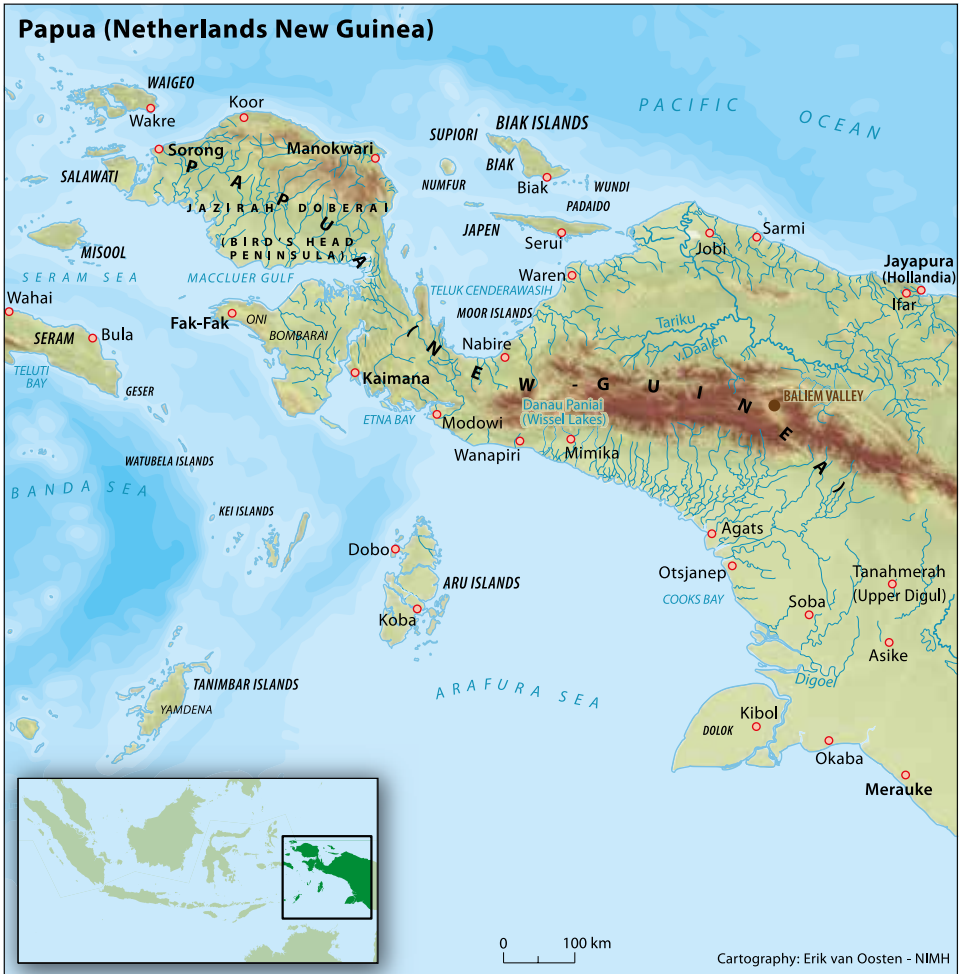 Papua (Netherlands New Guinea)
WAIGEO
Wakre
Koor
PACIFIC OCEAN
SUPIORI
BIAK ISLANDS
Sorong
Manokwari
BIAK
Biak
SALAWATI
NUMFUR
WUNDI
PADAIDO
PAPUA
JAZIRAH DOBERAI
(BIRD'S HEAD
PENINSULA)
JAPEN
Serui
Jobi
Sarmi
MISOOL
SERAM SEA
MACCLUER GULF
Waren
TELUK CENDERAWASIH
Jayapura
(Hollandia)
Ifar
Wahai
Fak-Fak
ONI
BOMBARAI
MOOR ISLANDS
Tariku
v.Daalen
SERAM
Bula
Nabire
(NEW-GUINEA)
TELUTI
BAY
Kaimana
GESER
ETNA BAY
Modowi
Danau Paniai
(Wissel Lakes)
BALIEM VALLEY
Wanapiri
Mimika
WATUBELA ISLANDS
BANDA SEA
KEI ISLANDS
Agats
Dobo
Otsjanep
Tanahmerah
(Upper Digul)
ARU ISLANDS
COOKS BAY
Koba
Soba
Asike
TANIMBAR ISLANDS
YAMDENA
ARAFURA SEA
Digoel
DOLOK
Kibol
Okaba
Merauke
0 100 km
Cartography: Erik van Oosten - NIMH